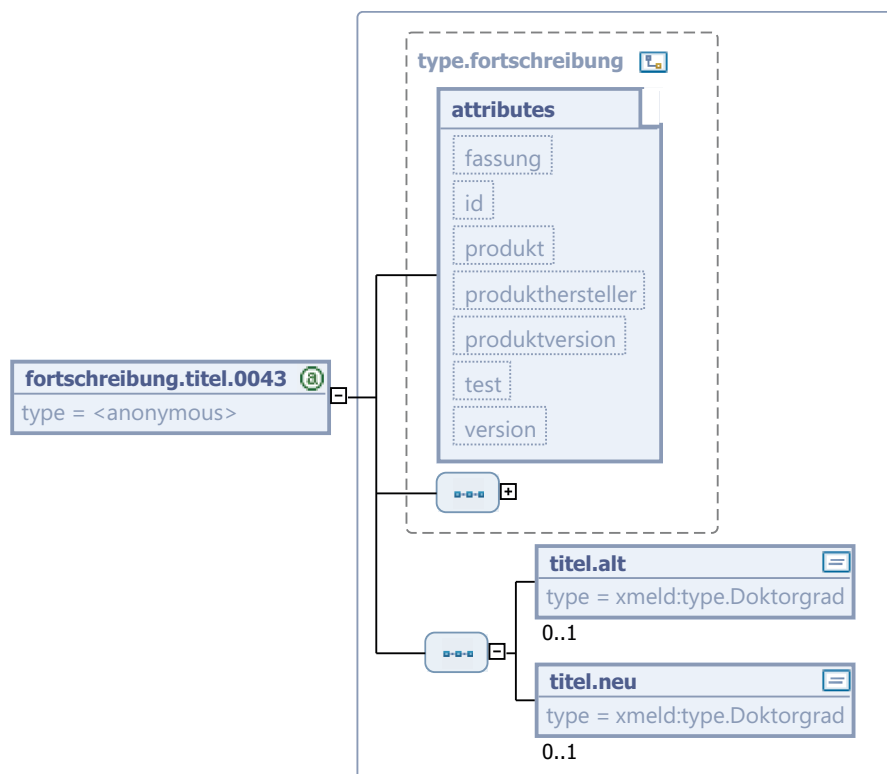 type.fortschreibung
attributes
fassung
id
produkt
produkthersteller
produktversion
test
version
fortschreibung.titel.0043
type = <anonymous>
titel.alt
type = xmeld:type.Doktorgrad
0..1
titel.neu
type = xmeld:type.Doktorgrad
0..1